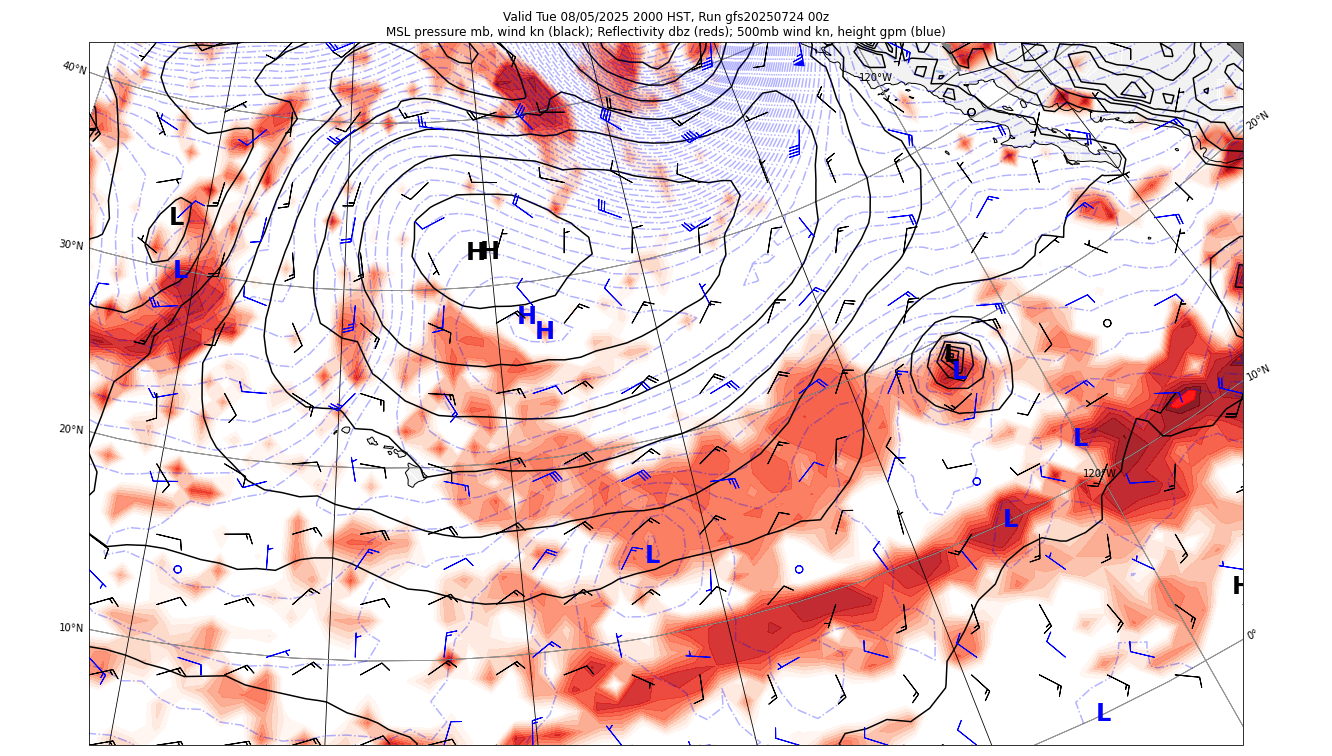 Valid Tue 08/05/2025 2000 HST, Run gfs20250724 00z
MSL pressure mb, wind kn (black); Reflectivity dbz (reds); 500mb wind kn, height gpm (blue)
40°N
120°W
20°N
L
30°N
H H
L
H
H
L
L
10°N
20°N
L
120°W
L
L
H
10°N
0°
L